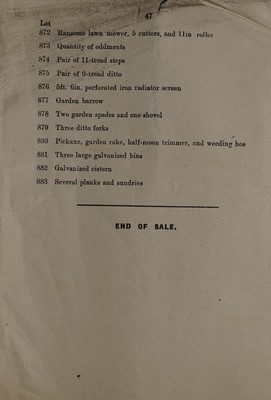 47
Lot
872 Ransomes lawn mower, 5 cutters, and 11in roller
873 Quantity of oddments
874 Pair of 11-tread steps
875 Pair of 9-tread ditto
876 5ft. 6in. perforated iron radiator screen
877 Garden barrow
878 Two garden spades and one shovel
879 Three ditto forks
880 Pickaxe, garden rake, half-moon trimmer, and weeding hoe
881 Three large galvanized bins
882 Galvanized cistern
883 Several planks and sundries
END OF SALE.